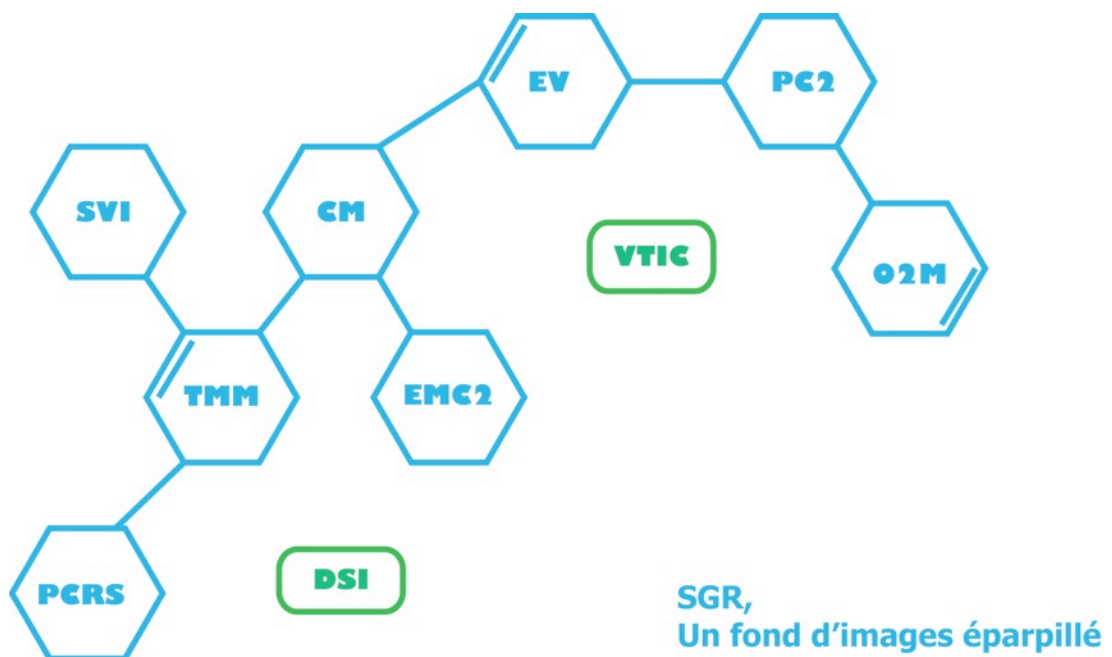 EV
PC2
SVI
CM
VTIC
O2M
TMM
EMC2
DSI
PCRS
SGR,
Un fond d’images éparpillé